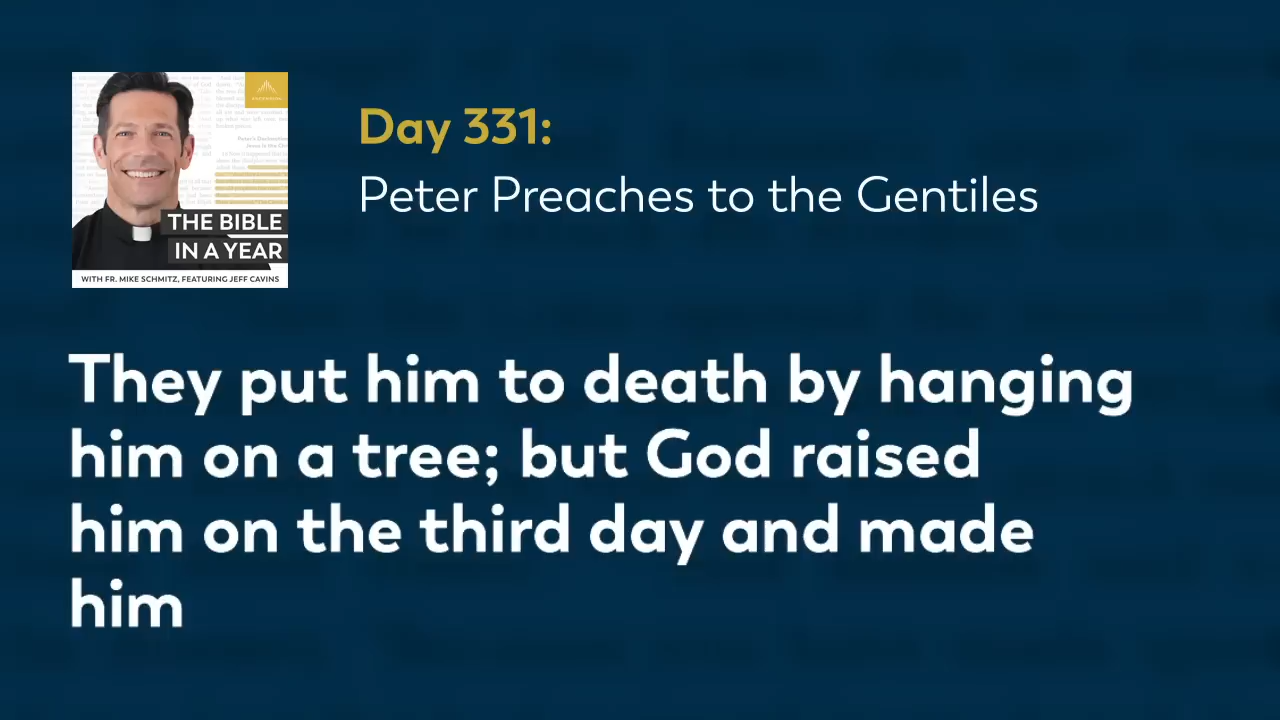 Day 331:
Peter Preaches to the Gentiles
THE BIBLE
IN A YEAR
WITH FR. MIKE SCHMITZ, FEATURING JEFF CAVINS
They put him to death by hanging
him on a tree; but God raised
him on the third day and made
him